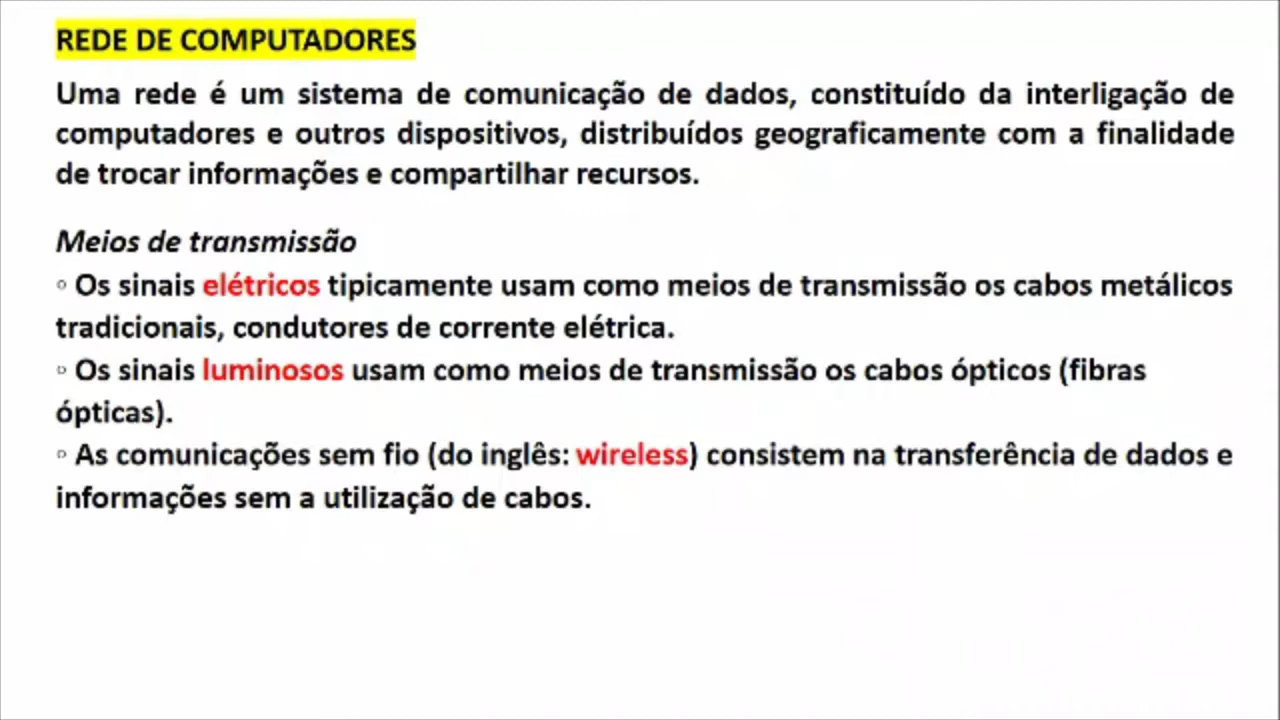 REDE DE COMPUTADORES
Uma rede é um sistema de comunicação de dados, constituído da interligação de
computadores e outros dispositivos, distribuídos geograficamente com a finalidade
de trocar informações e compartilhar recursos.
Meios de transmissão
◦ Os sinais elétricos tipicamente usam como meios de transmissão os cabos metálicos
tradicionais, condutores de corrente elétrica.
◦ Os sinais luminosos usam como meios de transmissão os cabos ópticos (fibras
ópticas).
◦ As comunicações sem fio (do inglês: wireless) consistem na transferência de dados e
informações sem a utilização de cabos.